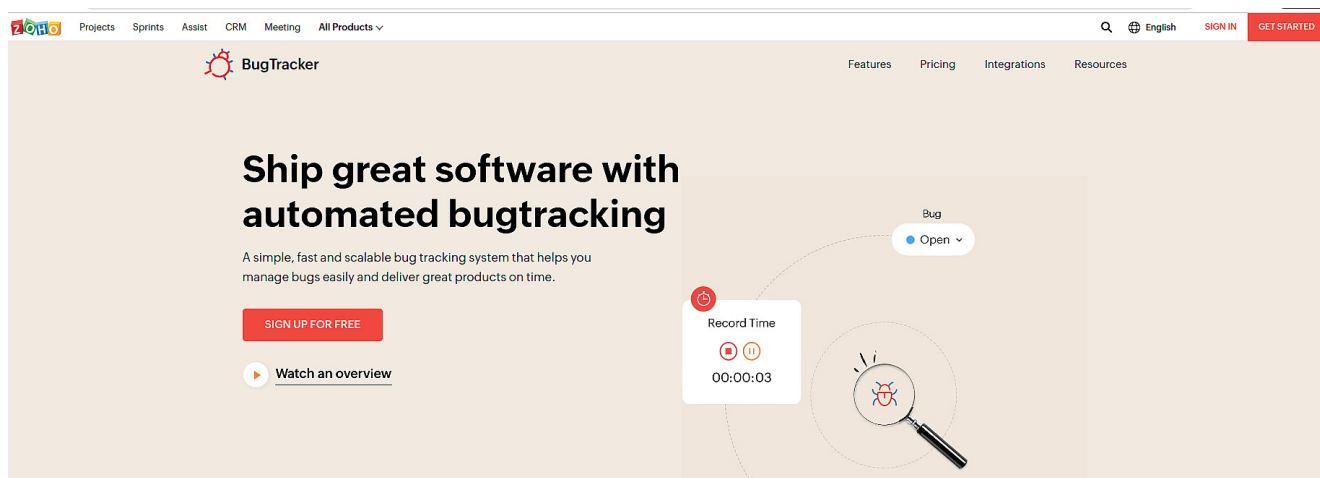 ZOHO Projects Sprints Assist CRM Meeting All Products English SIGN IN GET STARTED
BugTracker Features Pricing Integrations Resources
Ship great software with
automated bugtracking
A simple, fast and scalable bug tracking system that helps you
manage bugs easily and deliver great products on time.
SIGN UP FOR FREE
Watch an overview
Bug
Open
Record Time
00:00:03